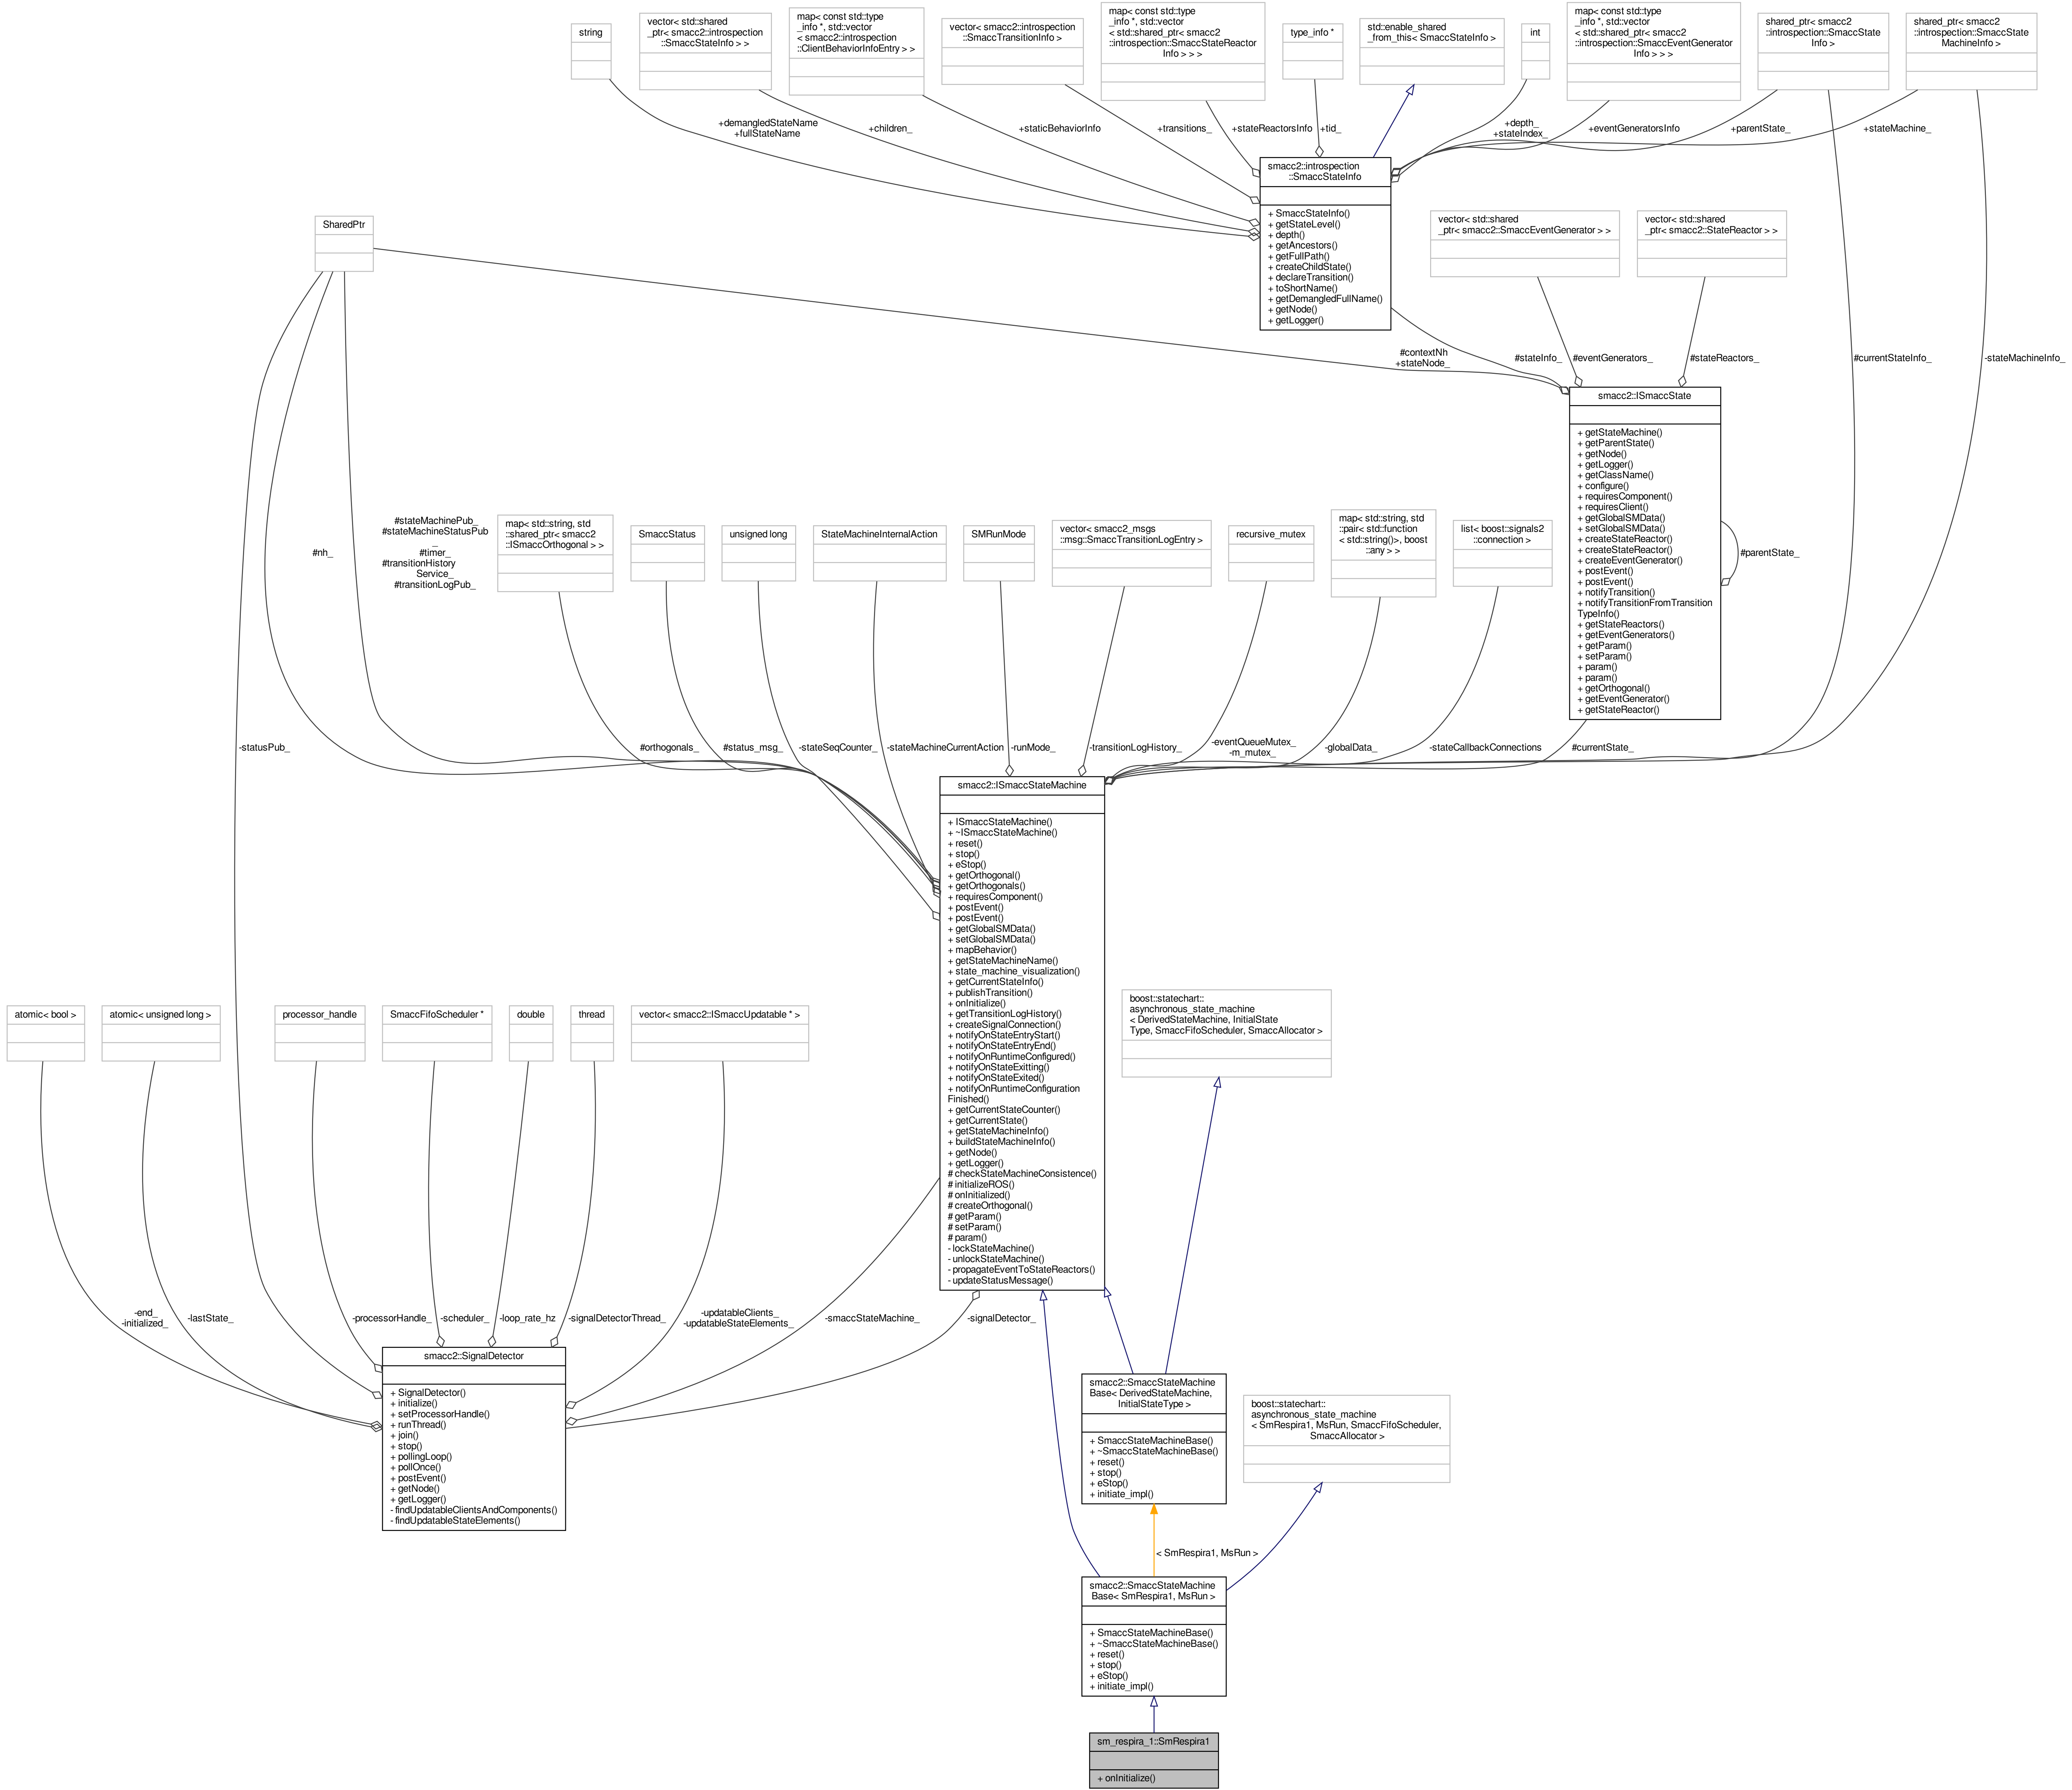 string
vector< std::shared
_ptr< smacc2::introspection
::SmaccStateInfo > >
map< const std::type
_info *, std::vector
< smacc2::introspection
::ClientBehaviorInfoEntry > >
vector< smacc2::introspection
::SmaccTransitionInfo >
map< const std::type
_info *, std::vector
< std::shared_ptr< smacc2
::introspection::SmaccStateReactor
Info > > >
type_info *
std::enable_shared
_from_this< SmaccStateInfo >
int
map< const std::type
_info *, std::vector
< std::shared_ptr< smacc2
::introspection::SmaccEventGenerator
Info > > >
shared_ptr< smacc2
::introspection::SmaccState
Info >
shared_ptr< smacc2
::introspection::SmaccState
MachineInfo >
+demangledStateName
+fullStateName
+children_
+staticBehaviorInfo
+transitions_
+stateReactorsInfo
+tid_
+depth_
+stateIndex_
+eventGeneratorsInfo
+parentState_
+stateMachine_
smacc2::introspection
::SmaccStateInfo
+ SmaccStateInfo()
+ getStateLevel()
+ depth()
+ getAncestors()
+ getFullPath()
+ createChildState()
+ declareTransition()
+ toShortName()
+ getDemangledFullName()
+ getNode()
+ getLogger()
SharedPtr
vector< std::shared
_ptr< smacc2::SmaccEventGenerator > >
vector< std::shared
_ptr< smacc2::StateReactor > >
#contextNh
+stateNode_
#stateInfo_
#eventGenerators_
#stateReactors_
#currentStateInfo_
-stateMachineInfo_
smacc2::ISmaccState
+ getStateMachine()
+ getParentState()
+ getNode()
+ getLogger()
+ getClassName()
+ configure()
+ requiresComponent()
+ requiresClient()
+ getGlobalSMData()
+ setGlobalSMData()
+ createStateReactor()
+ createStateReactor()
+ createEventGenerator()
+ postEvent()
+ postEvent()
+ notifyTransition()
+ notifyTransitionFromTransition
TypeInfo()
+ getStateReactors()
+ getEventGenerators()
+ getParam()
+ setParam()
+ param()
+ param()
+ getOrthogonal()
+ getEventGenerator()
+ getStateReactor()
#parentState_
#nh_
#stateMachinePub_
#stateMachineStatusPub
_
#timer_
#transitionHistory
Service_
#transitionLogPub_
map< std::string, std
::shared_ptr< smacc2
::ISmaccOrthogonal > >
SmaccStatus
unsigned long
StateMachineInternalAction
SMRunMode
vector< smacc2_msgs
::msg::SmaccTransitionLogEntry >
recursive_mutex
map< std::string, std
::pair< std::function
< std::string()>, boost
::any > >
list< boost::signals2
::connection >
-statusPub_
#orthogonals_
#status_msg_
-stateSeqCounter_
-stateMachineCurrentAction
-runMode_
-transitionLogHistory_
-eventQueueMutex_
-m_mutex_
-globalData_
-stateCallbackConnections
#currentState_
smacc2::ISmaccStateMachine
+ ISmaccStateMachine()
+ ~ISmaccStateMachine()
+ reset()
+ stop()
+ eStop()
+ getOrthogonal()
+ getOrthogonals()
+ requiresComponent()
+ postEvent()
+ postEvent()
+ getGlobalSMData()
+ setGlobalSMData()
+ mapBehavior()
+ getStateMachineName()
+ state_machine_visualization()
+ getCurrentStateInfo()
+ publishTransition()
+ onInitialize()
+ getTransitionLogHistory()
+ createSignalConnection()
+ notifyOnStateEntryStart()
+ notifyOnStateEntryEnd()
+ notifyOnRuntimeConfigured()
+ notifyOnStateExitting()
+ notifyOnStateExited()
+ notifyOnRuntimeConfiguration
Finished()
+ getCurrentStateCounter()
+ getCurrentState()
+ getStateMachineInfo()
+ buildStateMachineInfo()
+ getNode()
+ getLogger()
# checkStateMachineConsistence()
# initializeROS()
# onInitialized()
# createOrthogonal()
# getParam()
# setParam()
# param()
- lockStateMachine()
- unlockStateMachine()
- propagateEventToStateReactors()
- updateStatusMessage()
atomic< bool >
atomic< unsigned long >
processor_handle
SmaccFifoScheduler *
double
thread
vector< smacc2::ISmaccUpdatable * >
boost::statechart::
asynchronous_state_machine
< DerivedStateMachine, InitialState
Type, SmaccFifoScheduler, SmaccAllocator >
-end_
-initialized_
-lastState_
-processorHandle_
-scheduler_
-loop_rate_hz
-signalDetectorThread_
-updatableClients_
-updatableStateElements_
-smaccStateMachine_
-signalDetector_
smacc2::SignalDetector
+ SignalDetector()
+ initialize()
+ setProcessorHandle()
+ runThread()
+ join()
+ stop()
+ pollingLoop()
+ pollOnce()
+ postEvent()
+ getNode()
+ getLogger()
- findUpdatableClientsAndComponents()
- findUpdatableStateElements()
smacc2::SmaccStateMachine
Base< DerivedStateMachine,
InitialStateType >
+ SmaccStateMachineBase()
+ ~SmaccStateMachineBase()
+ reset()
+ stop()
+ eStop()
+ initiate_impl()
boost::statechart::
asynchronous_state_machine
< SmRespira1, MsRun, SmaccFifoScheduler,
SmaccAllocator >
< SmRespira1, MsRun >
smacc2::SmaccStateMachine
Base< SmRespira1, MsRun >
+ SmaccStateMachineBase()
+ ~SmaccStateMachineBase()
+ reset()
+ stop()
+ eStop()
+ initiate_impl()
sm_respira_1::SmRespira1
+ onInitialize()